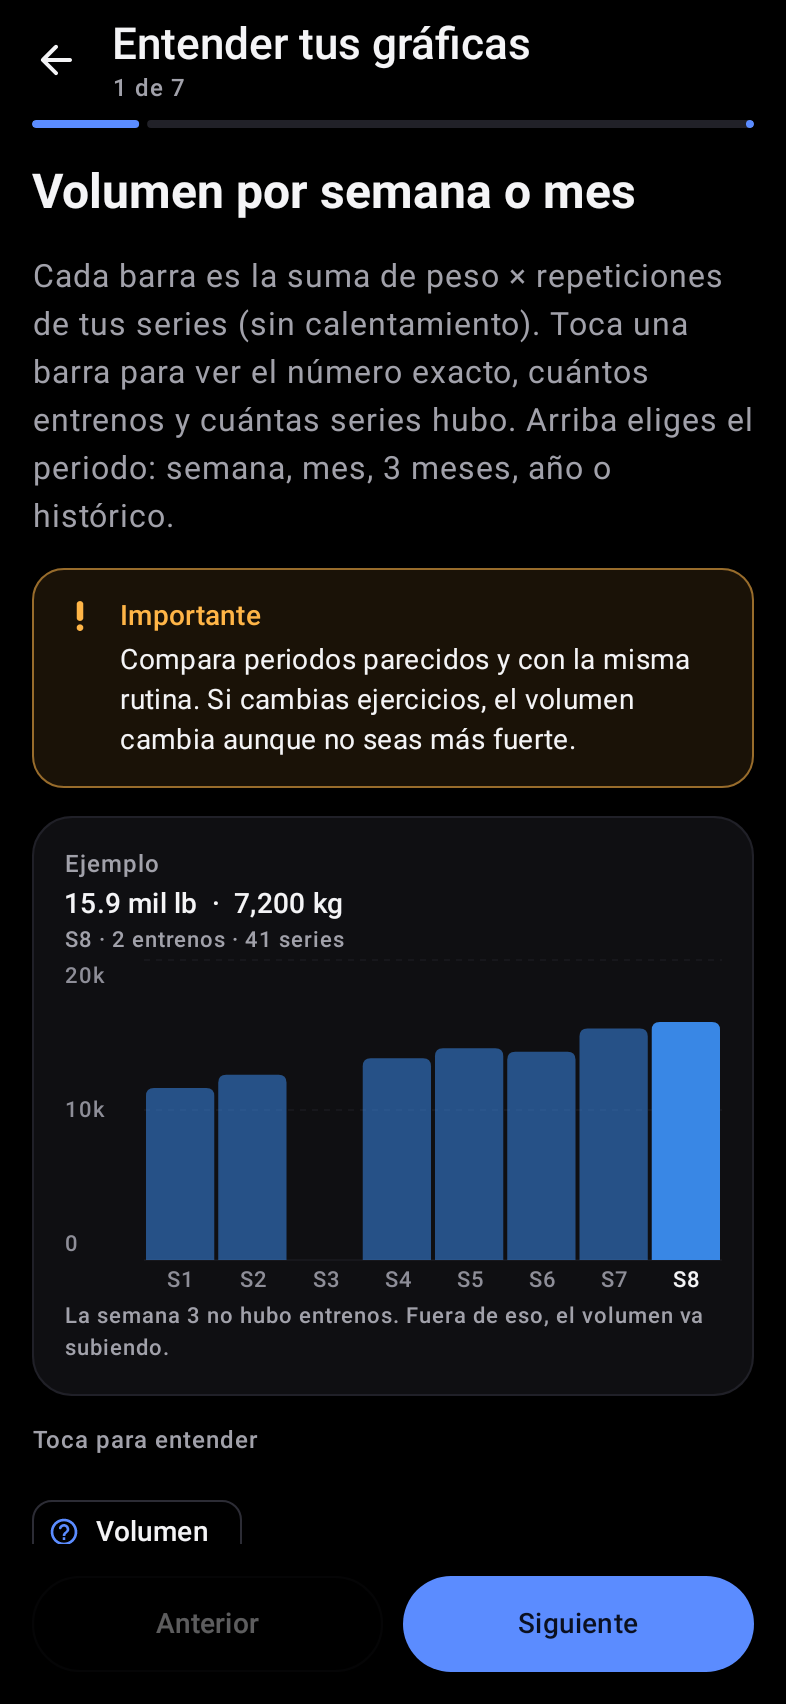 Entender tus gráficas
1 de 7
Volumen por semana o mes
Cada barra es la suma de peso × repeticiones
de tus series (sin calentamiento). Toca una
barra para ver el número exacto, cuántos
entrenos y cuántas series hubo. Arriba eliges el
periodo: semana, mes, 3 meses, año o
histórico.
Importante
Compara periodos parecidos y con la misma
rutina. Si cambias ejercicios, el volumen
cambia aunque no seas más fuerte.
Ejemplo
15.9 mil lb · 7,200 kg
S8 · 2 entrenos · 41 series
20k
10k
0
S1 S2 S3 S4 S5 S6 S7 S8
La semana 3 no hubo entrenos. Fuera de eso, el volumen va
subiendo.
Toca para entender
Volumen
Anterior Siguiente